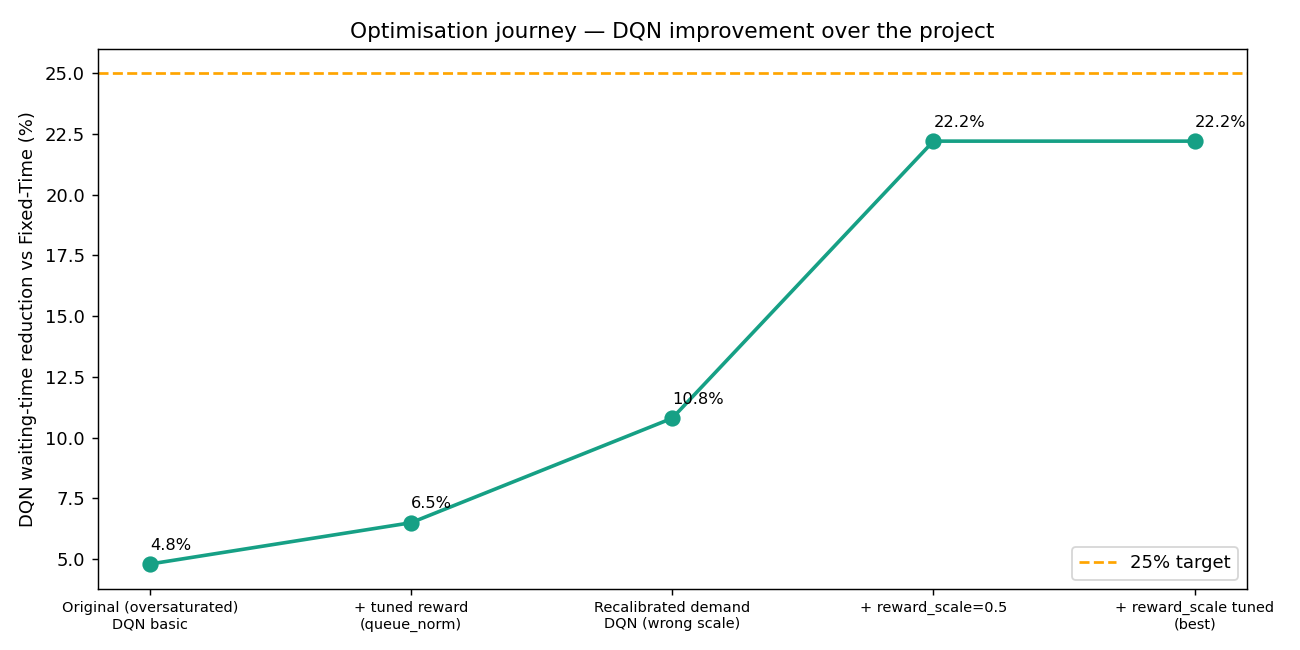 Optimisation journey — DQN improvement over the project
DQN waiting-time reduction vs Fixed-Time (%)
25.0
22.5
20.0
17.5
15.0
12.5
10.0
7.5
5.0
4.8%
6.5%
10.8%
22.2%
22.2%
25% target
Original (oversaturated)
DQN basic
+ tuned reward
(queue_norm)
Recalibrated demand
DQN (wrong scale)
+ reward_scale=0.5
+ reward_scale tuned
(best)